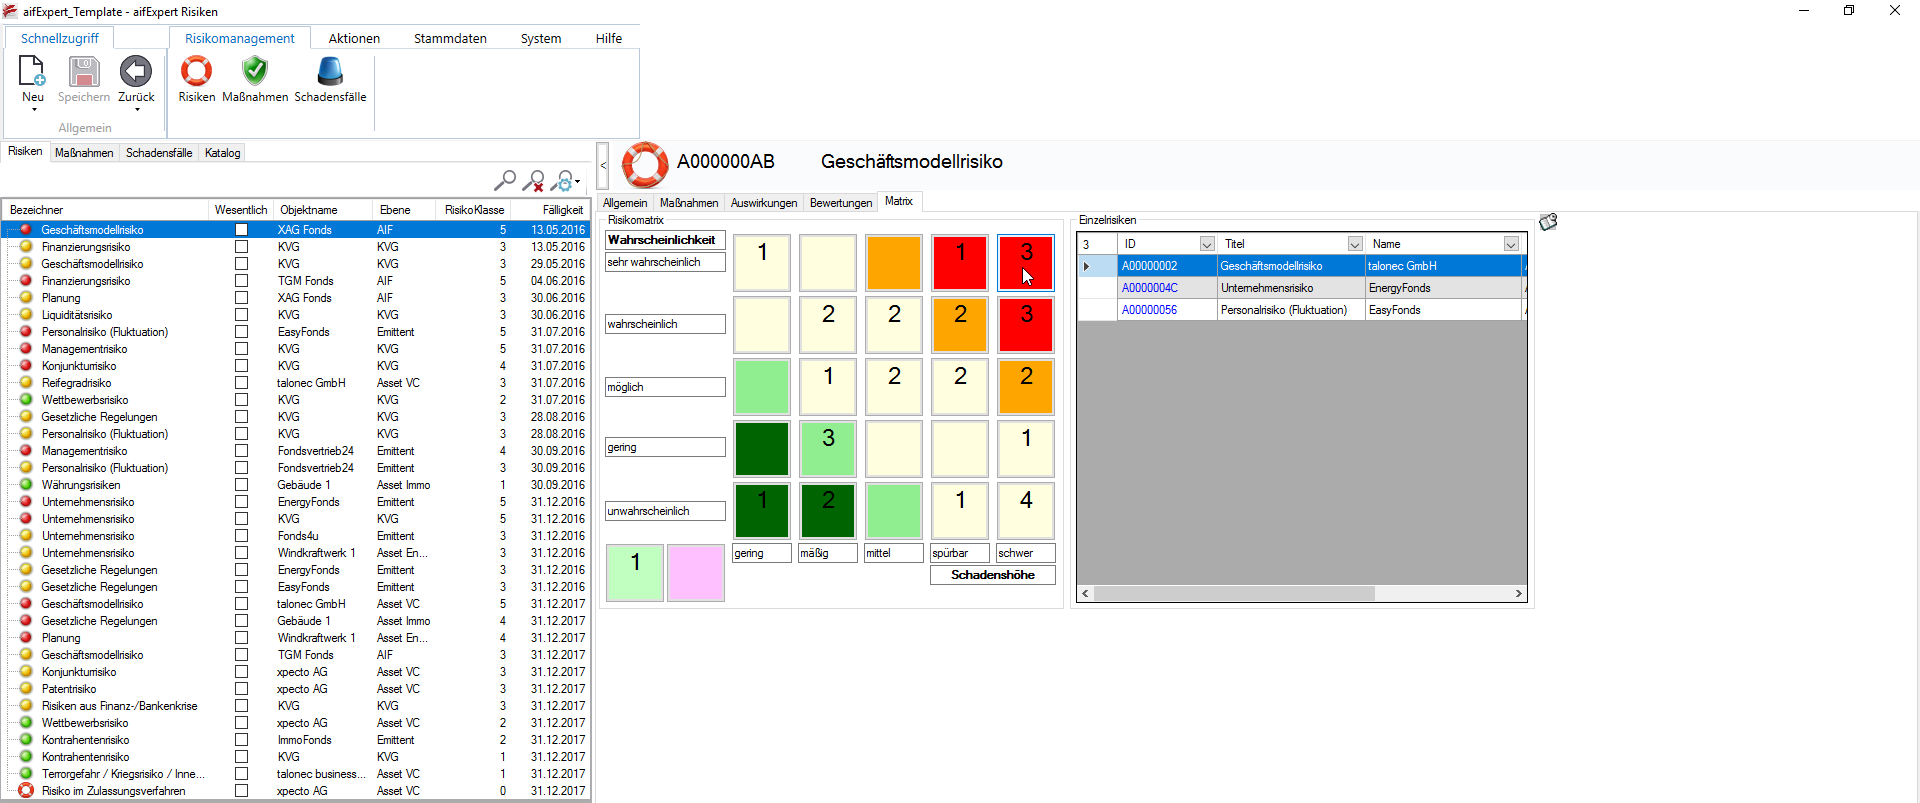 aifExpert_Template - aifExpert Risiken
Schnellzugriff Risikomanagement Aktionen Stammdaten System Hilfe
Neu Speichern Zurück Risiken Maßnahmen Schadensfälle
Allgemein
Risiken Maßnahmen Schadensfälle Katalog
Bezeichner Wesentlich Objektname Ebene RisikoKlasse Fälligkeit
Geschäftsmodellrisiko XAG Fonds AIF 5 13.05.2016
Finanzierungsrisiko KVG KVG 3 13.05.2016
Geschäftsmodellrisiko KVG KVG 3 29.05.2016
Finanzierungsrisiko TGM Fonds AIF 5 04.06.2016
Planung XAG Fonds AIF 3 30.06.2016
Liquiditätsrisiko KVG KVG 3 30.06.2016
Personalrisiko (Fluktuation) EasyFonds Emittent 5 31.07.2016
Managementrisiko KVG KVG 5 31.07.2016
Konjunkturrisiko KVG KVG 4 31.07.2016
Reifegradrisiko talonec GmbH Asset VC 3 31.07.2016
Wettbewerbsrisiko KVG KVG 2 31.07.2016
Gesetzliche Regelungen KVG KVG 3 28.08.2016
Personalrisiko (Fluktuation) KVG KVG 3 28.08.2016
Managementrisiko Fondsvertrieb24 Emittent 4 30.09.2016
Personalrisiko (Fluktuation) Fondsvertrieb24 Emittent 3 30.09.2016
Währungsrisiken Gebäude 1 Asset Immo 1 30.09.2016
Unternehmensrisiko EnergyFonds Emittent 5 31.12.2016
Unternehmensrisiko KVG KVG 5 31.12.2016
Unternehmensrisiko Fonds4u Emittent 3 31.12.2016
Unternehmensrisiko Windkraftwerk 1 Asset En... 3 31.12.2016
Gesetzliche Regelungen EnergyFonds Emittent 3 31.12.2016
Gesetzliche Regelungen EasyFonds Emittent 3 31.12.2016
Geschäftsmodellrisiko talonec GmbH Asset VC 5 31.12.2017
Gesetzliche Regelungen Gebäude 1 Asset Immo 4 31.12.2017
Planung Windkraftwerk 1 Asset En... 4 31.12.2017
Geschäftsmodellrisiko TGM Fonds AIF 3 31.12.2017
Konjunkturrisiko xpecto AG Asset VC 3 31.12.2017
Patentrisiko xpecto AG Asset VC 3 31.12.2017
Risiken aus Finanz-/Bankenkrise KVG KVG 3 31.12.2017
Wettbewerbsrisiko xpecto AG Asset VC 2 31.12.2017
Kontrahentenrisiko ImmoFonds Emittent 2 31.12.2017
Kontrahentenrisiko KVG KVG 1 31.12.2017
Terrorgefahr / Kriegsrisiko / Inne... talonec business... Asset VC 1 31.12.2017
Risiko im Zulassungsverfahren xpecto AG Asset VC 0 31.12.2017
< A000000AB Geschäftsmodellrisiko
Allgemein Maßnahmen Auswirkungen Bewertungen Matrix
Risikomatrix
Wahrscheinlichkeit
sehr wahrscheinlich 1 1 3
wahrscheinlich 2 2 2 3
möglich 1 2 2 2
gering 3 1
unwahrscheinlich 1 2 1 4
1 gering mäßig mittel spürbar schwer
Schadenshöhe
Einzelrisiken
3 ID Titel Name
A00000002 Geschäftsmodellrisiko talonec GmbH
A0000004C Unternehmensrisiko EnergyFonds
A00000056 Personalrisiko (Fluktuation) EasyFonds